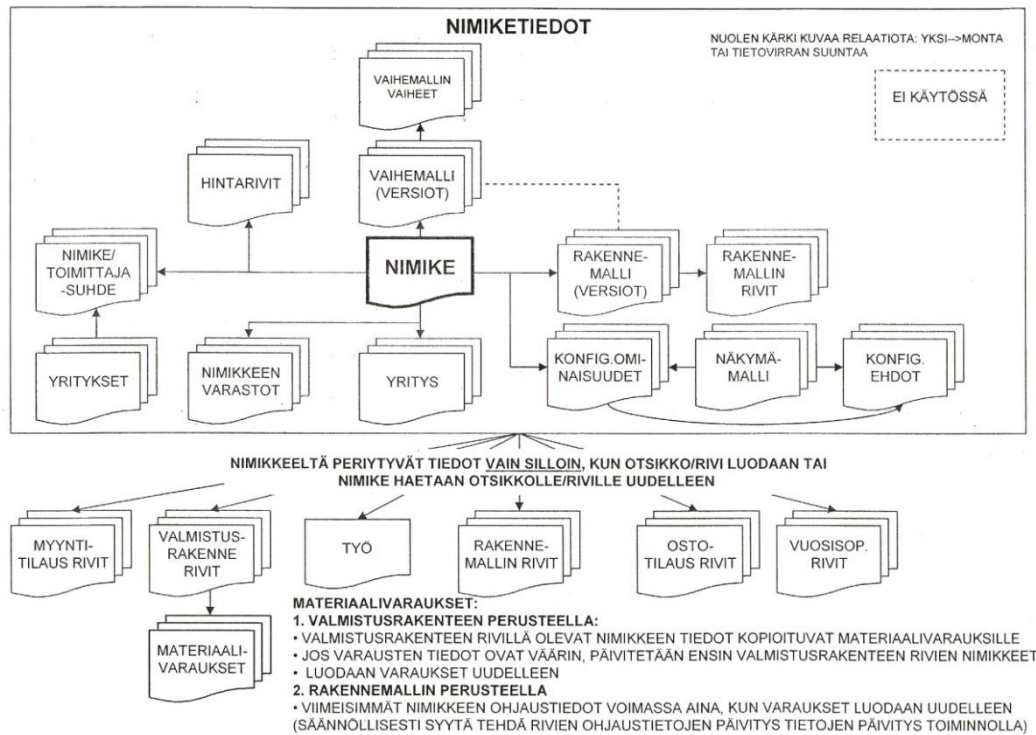 NIMIKETIEDOT
NUOLEN KÄRKI KUVAA RELAATIOTA: YKSI-->MONTA
TAI TIETOVIRRAN SUUNTAA
EI KÄYTÖSSÄ
VAIHEMALLIN
VAIHEET
HINTARIVIT
VAIHEMALLI
(VERSIOT)
NIMIKE/
TOIMITTAJA
-SUHDE
NIMIKE
RAKENNE-
MALLI
(VERSIOT)
RAKENNE-
MALLIN
RIVIT
YRITYKSET
NIMIKKEEN
VARASTOT
YRITYS
KONFIG.OMI-
NAISUUDET
NÄKYMÄ-
MALLI
KONFIG.
EHDOT
NIMIKKEELTÄ PERIYTYVÄT TIEDOT VAIN SILLOIN, KUN OTSIKKO/RIVI LUODAAN TAI
NIMIKE HAETAAN OTSIKKOLLE/RIVILLE UUDELLEEN
MYYNTI-
TILAUS RIVIT
VALMISTUS-
RAKENNE
RIVIT
TYÖ
RAKENNE-
MALLIN RIVIT
OSTO-
TILAUS RIVIT
VUOSISOP.
RIVIT
MATERIAALI-
VARAUKSET
MATERIAALIVARAUKSET:
1. VALMISTUSRAKENTEEN PERUSTEELLA:
• VALMISTUSRAKENTEEN RIVILLÄ OLEVAT NIMIKKEEN TIEDOT KOPIOITUVAT MATERIAALIVARAUKSILLE
• JOS VARAUSTEN TIEDOT OVAT VÄÄRIN, PÄIVITETÄÄN ENSIN VALMISTUSRAKENTEEN RIVIEN NIMIKKEET
• LUODAAN VARAUKSET UUDELLEEN
2. RAKENNEMALLIN PERUSTEELLA
• VIIMEISIMMÄT NIMIKKEEN OHJAUSTIEDOT VOIMASSA AINA, KUN VARAUKSET LUODAAN UUDELLEEN
(SÄÄNNÖLLISESTI SYYTÄ TEHDÄ RIVIEN OHJAUSTIETOJEN PÄIVITYS TIETOJEN PÄIVITYS TOIMINNOLLA)